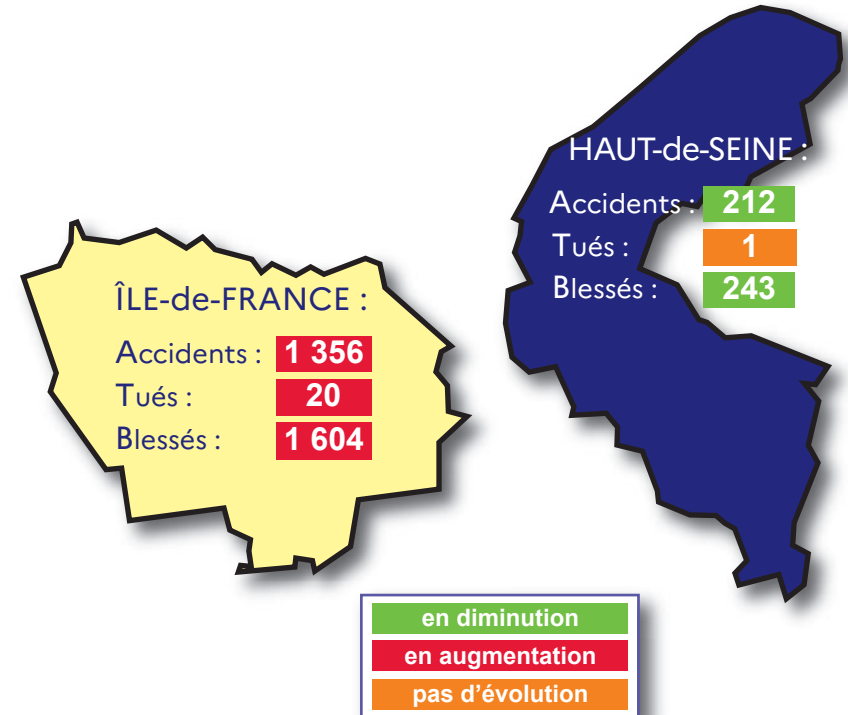 HAUT-de-SEINE :
Accidents : 212
Tués : 1
Blessés : 243
ÎLE-de-FRANCE :
Accidents : 1 356
Tués : 20
Blessés : 1 604
en diminution
en augmentation
pas d'évolution